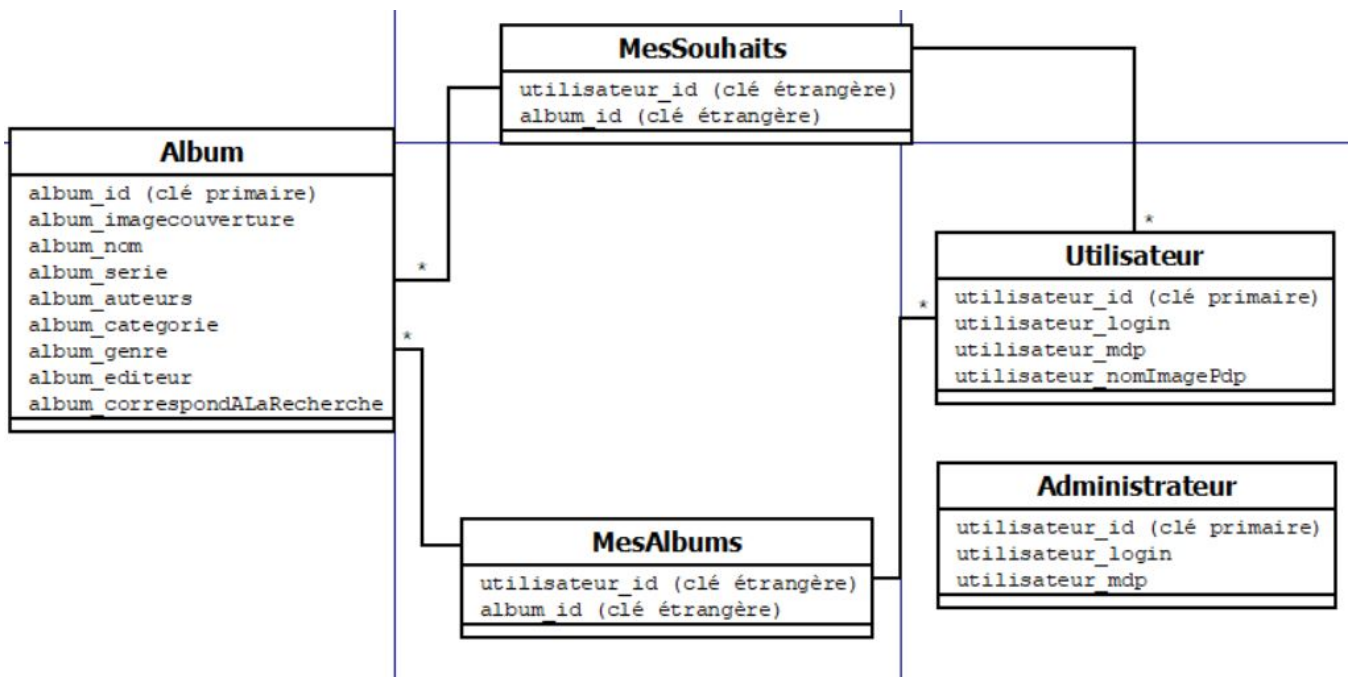 MesSouhaits
utilisateur_id (clé étrangère)
album_id (clé étrangère)
Album
album_id (clé primaire)
album_imagecouverture
album_nom
album_serie
album_auteurs
album_categorie
album_genre
album_editeur
album_correspondALaRecherche
*
*
*
Utilisateur
utilisateur_id (clé primaire)
utilisateur_login
utilisateur_mdp
utilisateur_nomImagePdp
*
MesAlbums
utilisateur_id (clé étrangère)
album_id (clé étrangère)
Administrateur
utilisateur_id (clé primaire)
utilisateur_login
utilisateur_mdp